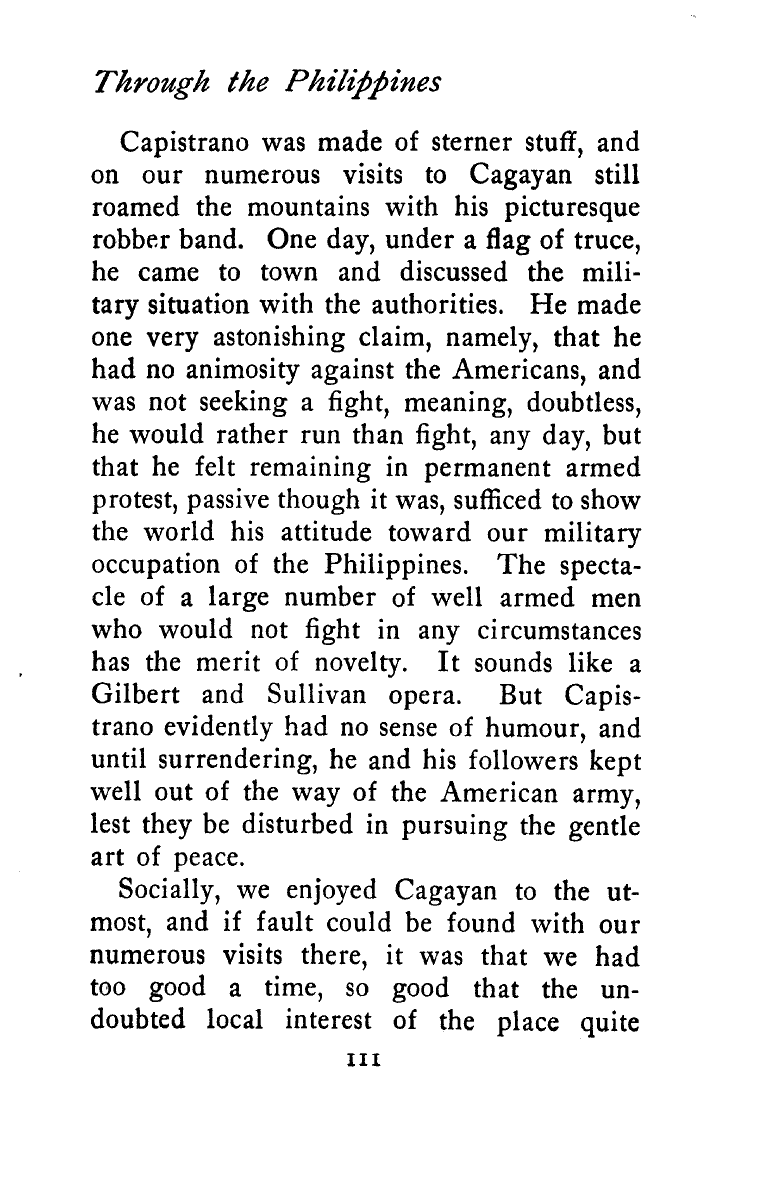 Through the Philippines
Capistrano was made of sterner stuff, and
on our numerous visits to Cagayan still
roamed the mountains with his picturesque
robber band. One day, under a flag of truce,
he came to town and discussed the mili-
tary situation with the authorities. He made
one very astonishing claim, namely, that he
had no animosity against the Americans, and
was not seeking a fight, meaning, doubtless,
he would rather run than fight, any day, but
that he felt remaining in permanent armed
protest, passive though it was, sufficed to show
the world his attitude toward our military
occupation of the Philippines. The specta-
cle of a large number of well armed men
who would not fight in any circumstances
has the merit of novelty. It sounds like a
Gilbert and Sullivan opera. But Capis-
trano evidently had no sense of humour, and
until surrendering, he and his followers kept
well out of the way of the American army,
lest they be disturbed in pursuing the gentle
art of peace.
Socially, we enjoyed Cagayan to the ut-
most, and if fault could be found with our
numerous visits there, it was that we had
too good a time, so good that the un-
doubted local interest of the place quite
111